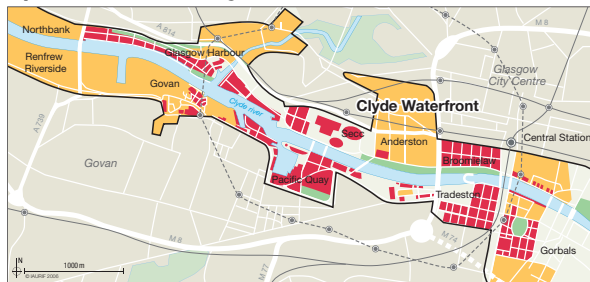 Northbank
A 814
M 8
Renfrew
Riverside
Glasgow Harbour
Glasgow
City Centre
Govan
Clyde river
Clyde Waterfront
A 739
Secc
Anderston
Central Station
Govan
Broomlelaw
Pacific Quay
Tradeston
M 8
M 74
Gorbals
N
1000 m
M 77
© IAURIF 2006